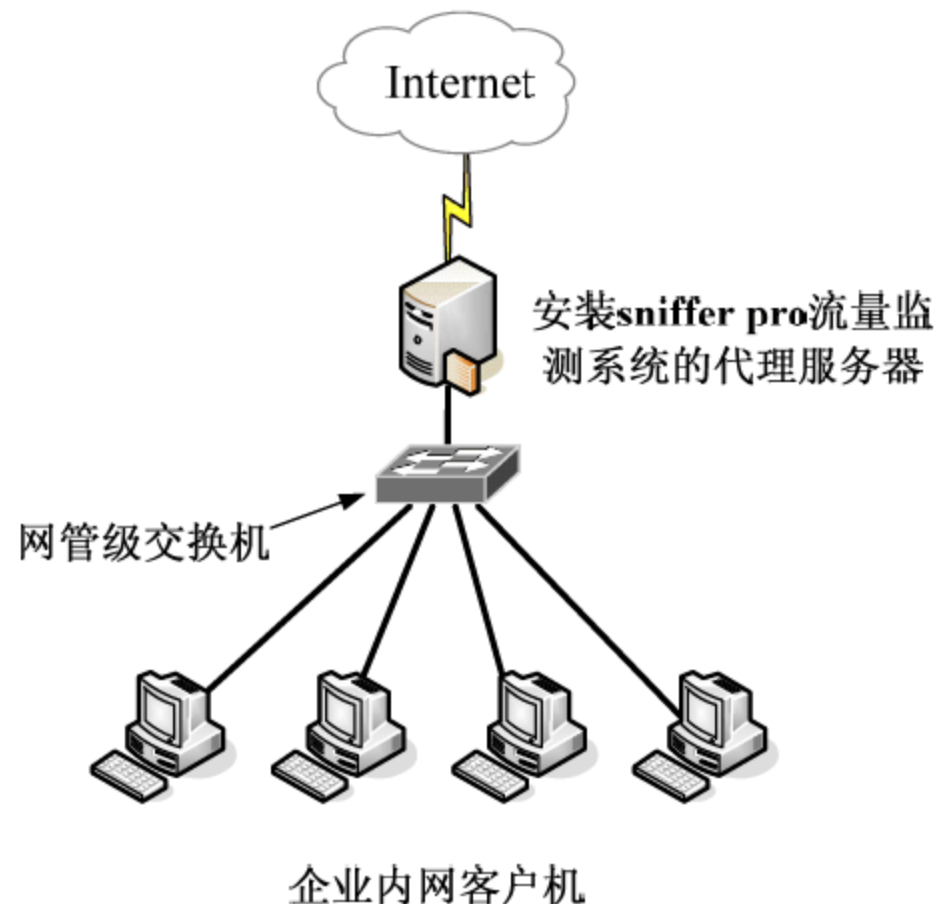 Internet
安装sniffer pro流量监
测系统的代理服务器
网管级交换机
企业内网客户机